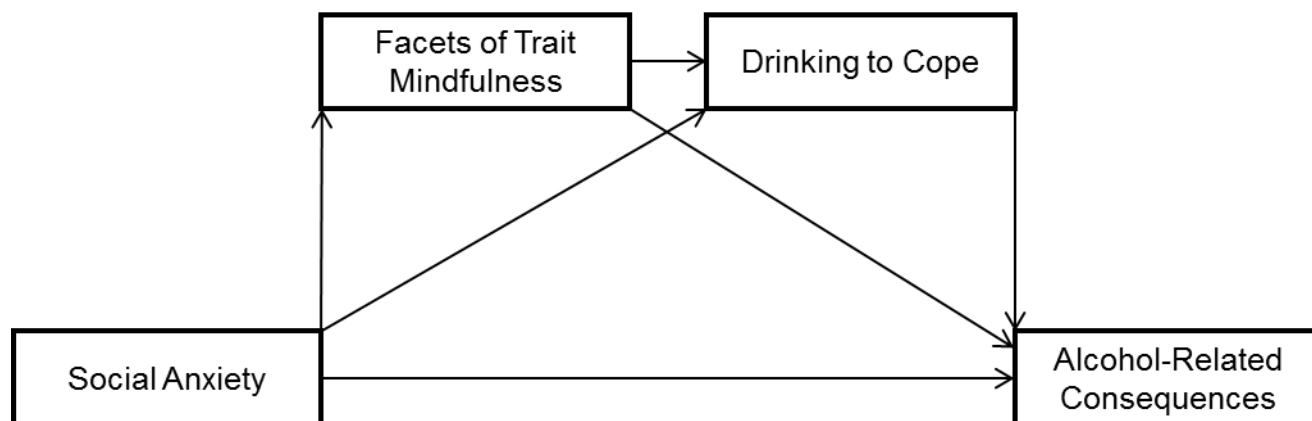 Facets of Trait
Mindfulness
Drinking to Cope
Social Anxiety
Alcohol-Related
Consequences